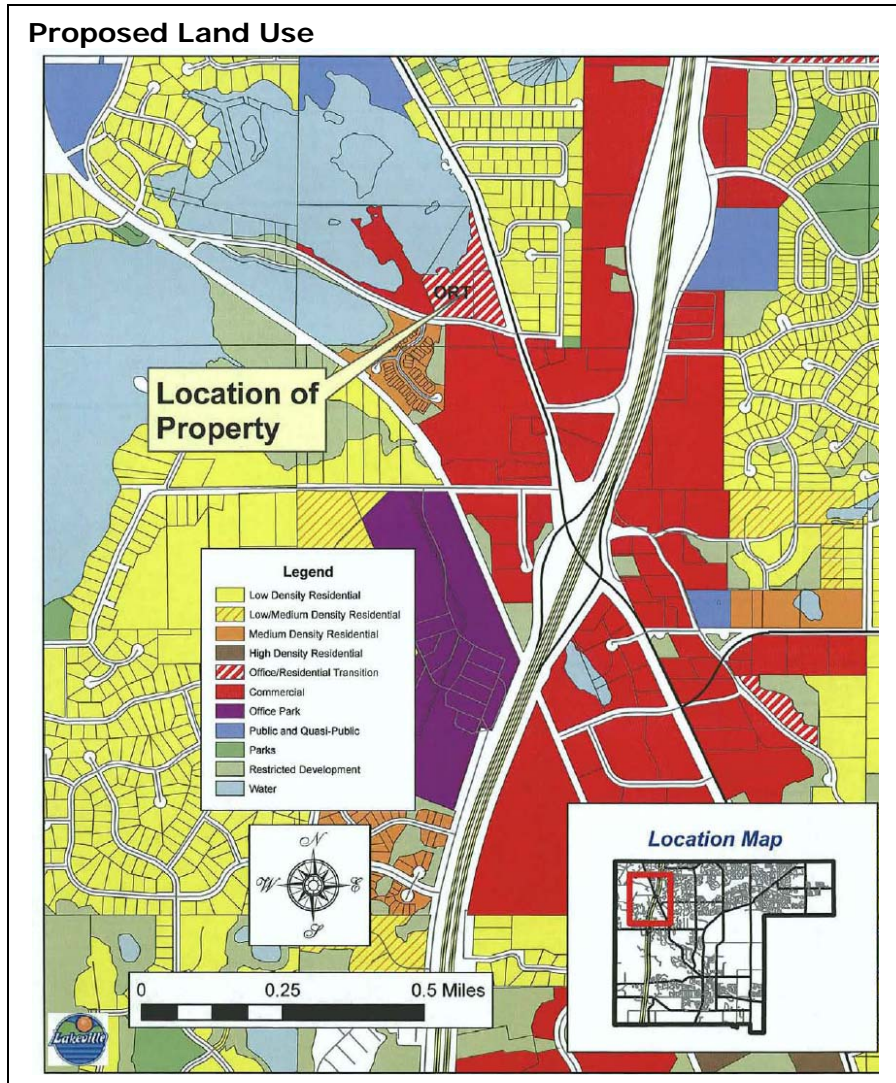 Proposed Land Use
ORT
Location of
Property
Legend
Low Density Residential
Low/Medium Density Residential
Medium Density Residential
High Density Residential
Office/Residential Transition
Commercial
Office Park
Public and Quasi-Public
Parks
Restricted Development
Water
N
W
E
S
Location Map
0 0.25 0.5 Miles
Lakeville